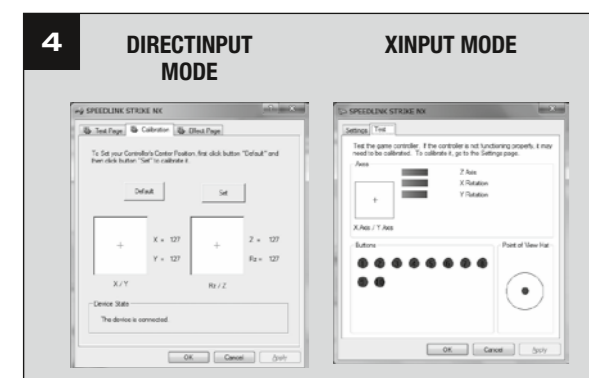 4
DIRECTINPUT
MODE
SPEEDLINK STRIKE NX
Test Page Calibration Effect Page
To Set your Controller's Center Position, first click button "Default" and
then click button "Set" to calibrate it.
Default Set
X = 127
Y = 127
Z = 127
Rz = 127
X / Y
Rz / Z
Device State
The device is connected.
OK Cancel Apply
XINPUT MODE
SPEEDLINK STRIKE NX
Settings Test
Test the game controller. If the controller is not functioning properly, it may
need to be calibrated. To calibrate it, go to the Settings page.
Axes
Z Axis
X Rotation
Y Rotation
X Axis / Y Axis
Buttons
Point of View Hat
OK Cancel Apply